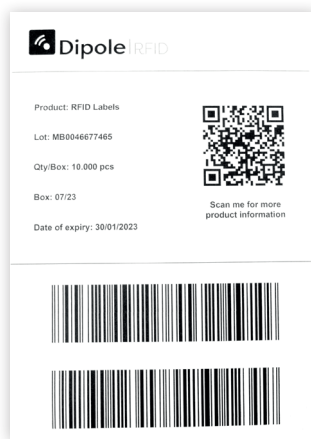 Dipole RFID
Product: RFID Labels
Lot: MB0046677465
Qty/Box: 10.000 pcs
Box: 07/23
Date of expiry: 30/01/2023
Scan me for more
product information